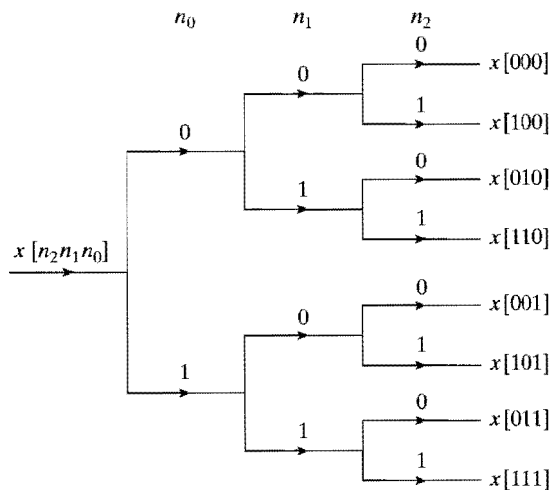 n₀ n₁ n₂
0
x[000]
0
1
x[100]
0
0
x[010]
1
1
x[110]
x [n₂n₁n₀]
0
x[001]
0
1
x[101]
1
0
x[011]
1
1
x[111]